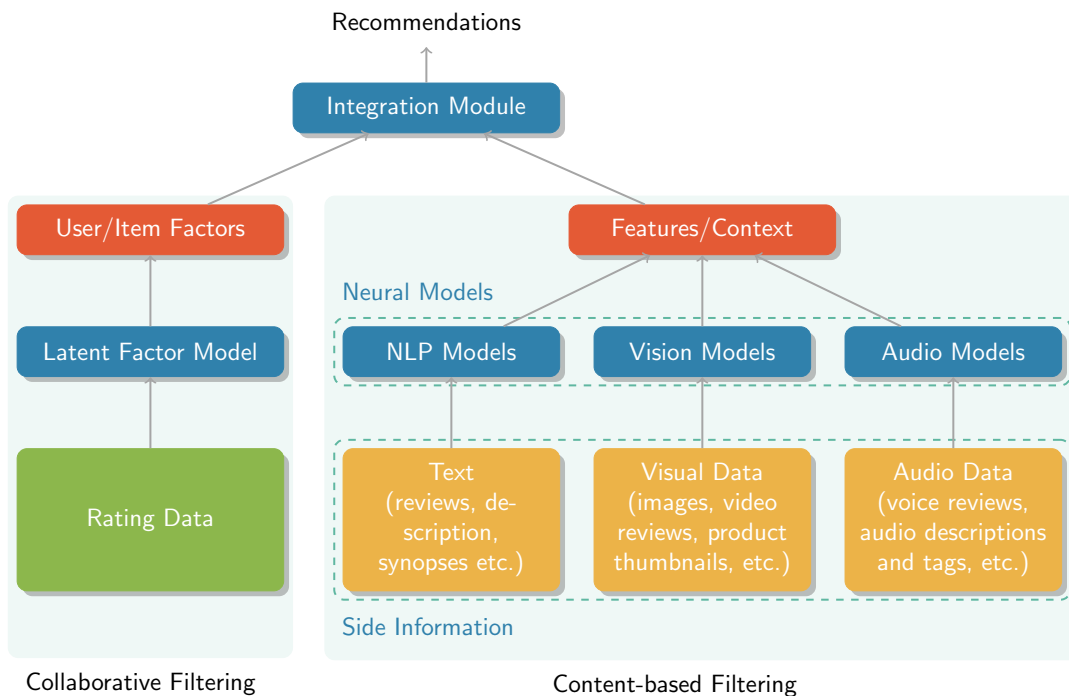 Recommendations
Integration Module
User/Item Factors
Features/Context
Neural Models
Latent Factor Model
NLP Models
Vision Models
Audio Models
Rating Data
Text
(reviews, de-
scription,
synopses etc.)
Visual Data
(images, video
reviews, product
thumbnails, etc.)
Audio Data
(voice reviews,
audio descriptions
and tags, etc.)
Side Information
Collaborative Filtering
Content-based Filtering